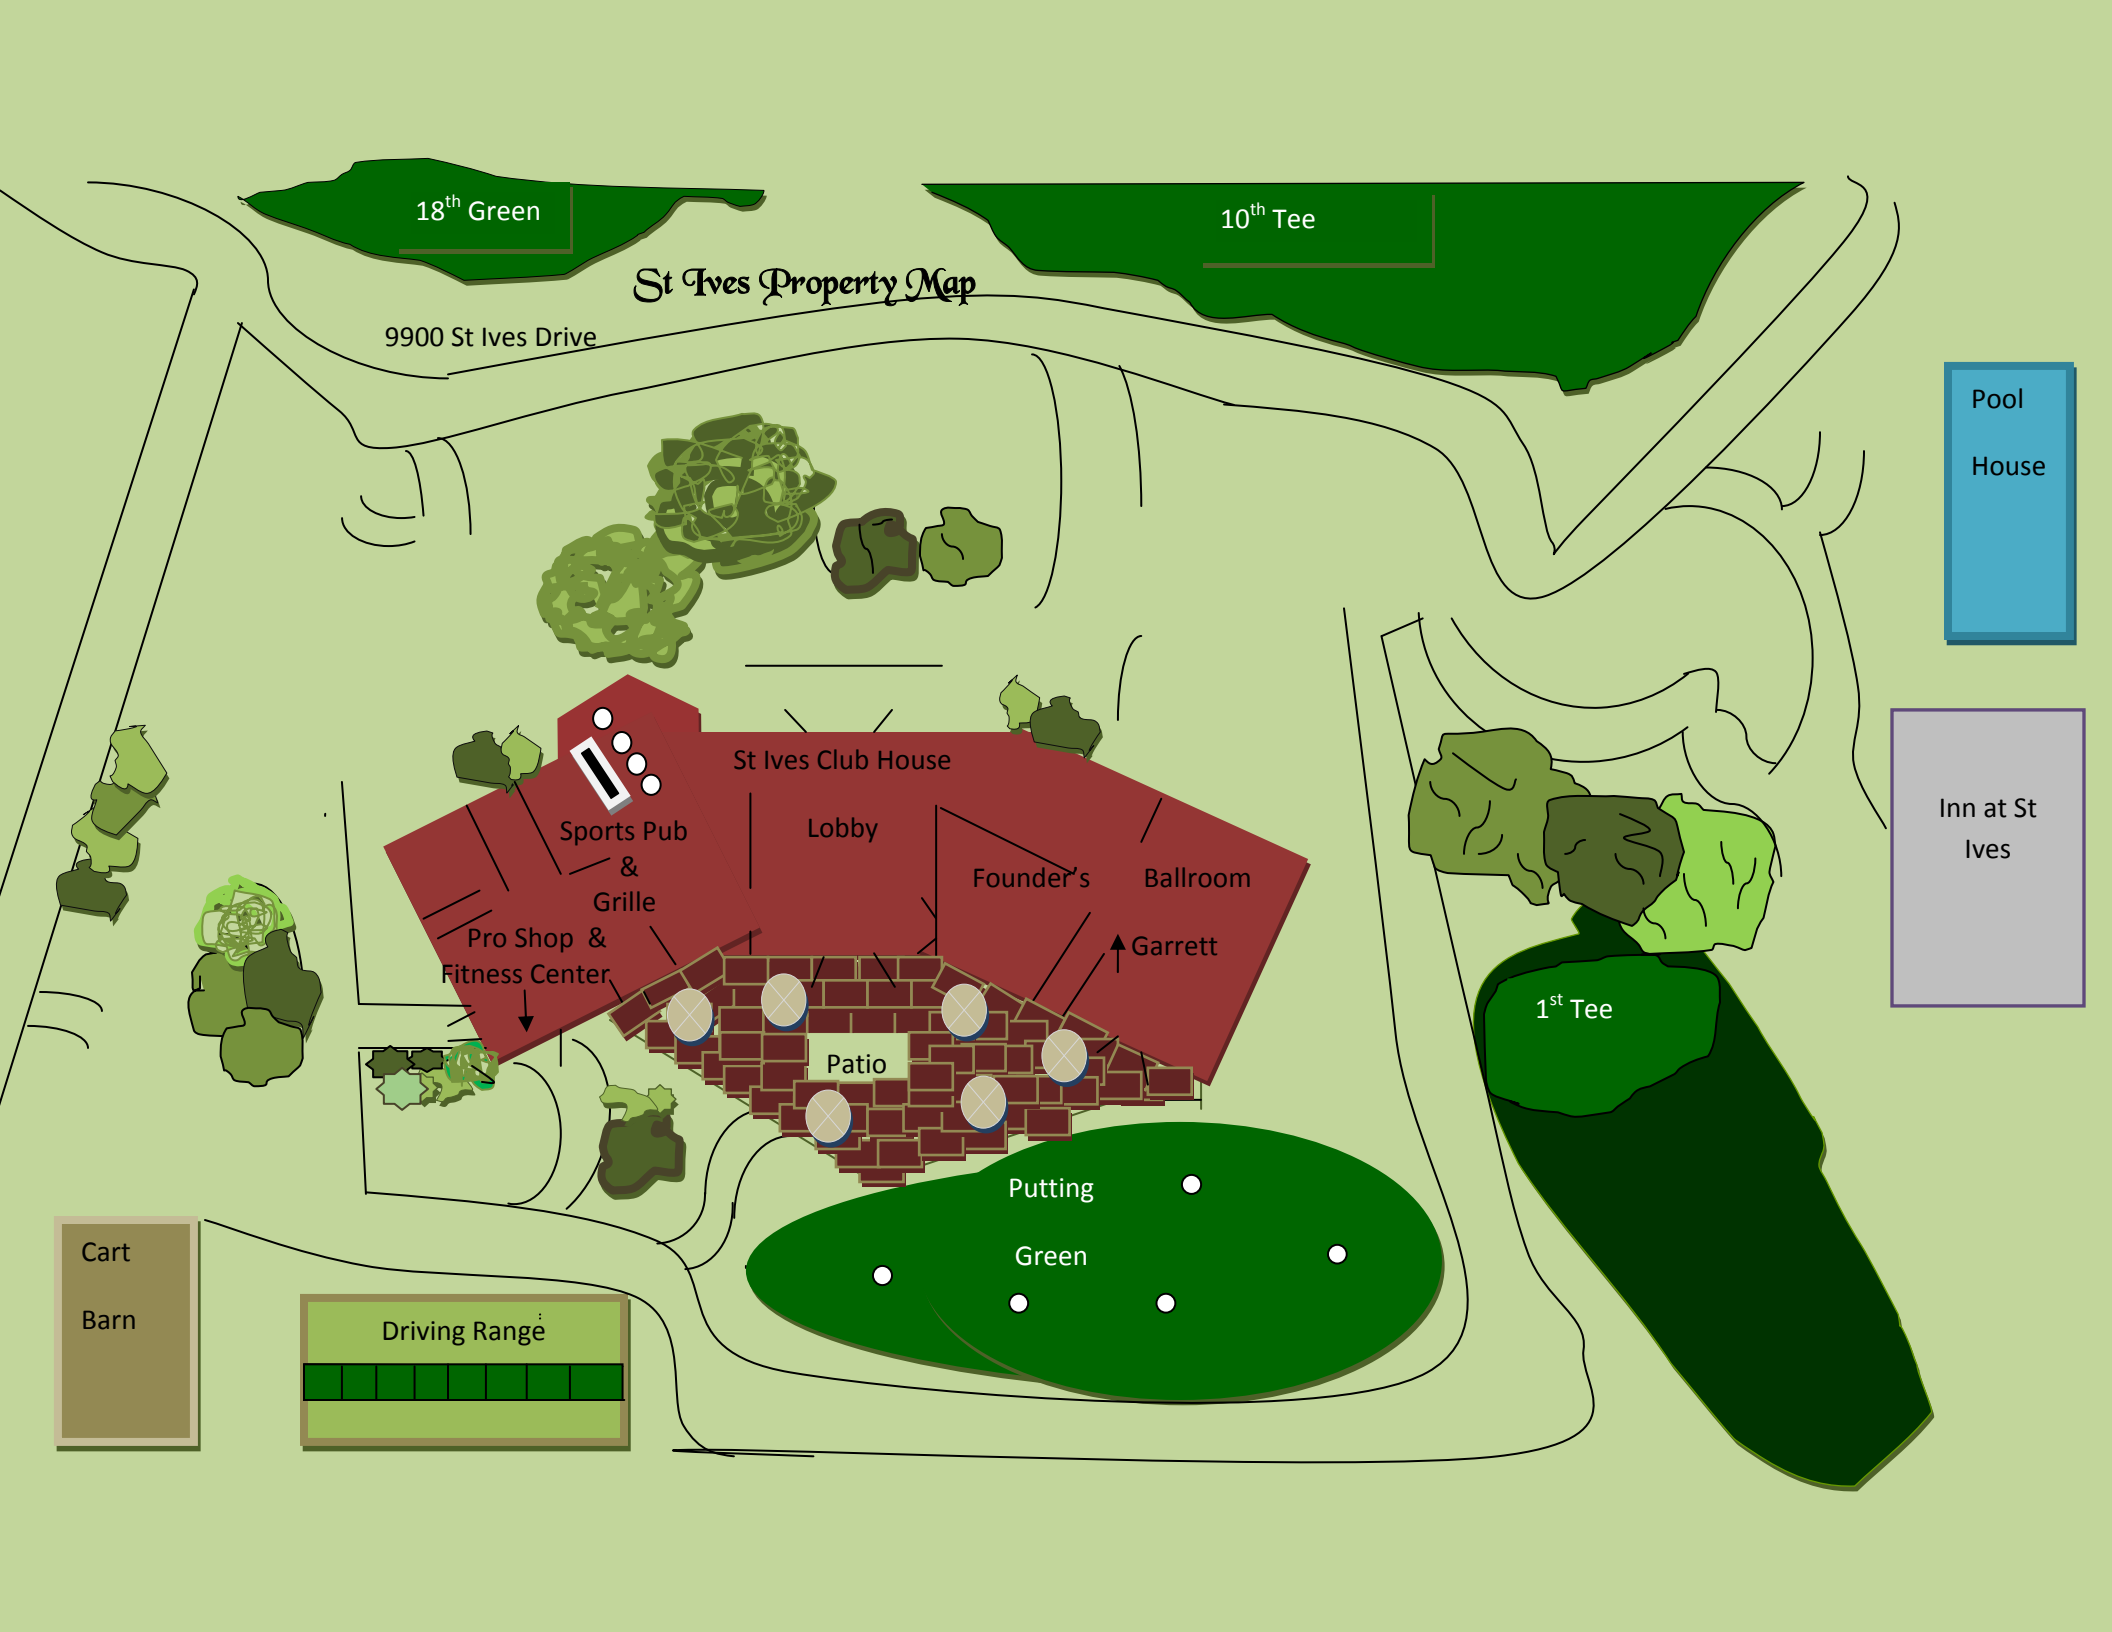 18th Green
10th Tee
St Ives Property Map
9900 St Ives Drive
Pool
House
St Ives Club House
Sports Pub
&
Grille
Lobby
Founder's
Ballroom
Garrett
Pro Shop &
Fitness Center
Inn at St
Ives
1st Tee
Patio
Putting
Green
Cart
Barn
Driving Range